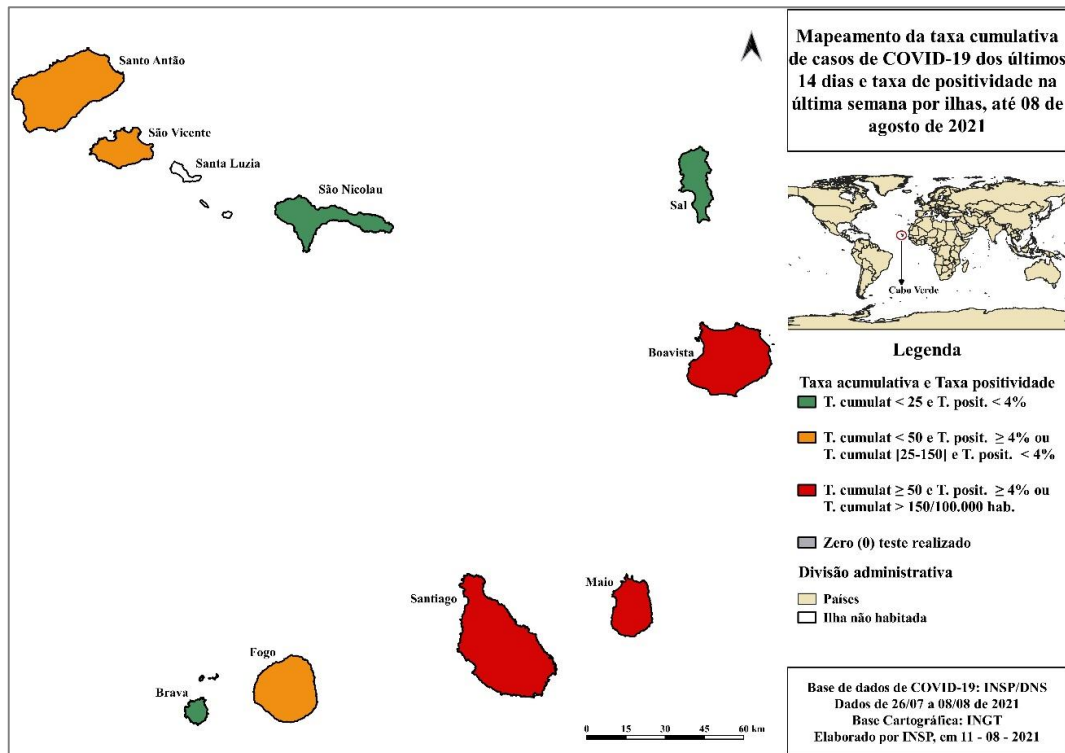 Mapeamento da taxa cumulativa
de casos de COVID-19 dos últimos
14 dias e taxa de positividade na
última semana por ilhas, até 08 de
agosto de 2021
Santo Antão
São Vicente
Santa Luzia
São Nicolau
Sal
Boavista
Maio
Santiago
Fogo
Brava
0 15 30 45 60 km
Cabo Verde
Legenda
Taxa acumulativa e Taxa positividade
T. cumulat < 25 e T. posit. < 4%
T. cumulat < 50 e T. posit. ≥ 4% ou
T. cumulat [25-150] e T. posit. < 4%
T. cumulat ≥ 50 e T. posit. ≥ 4% ou
T. cumulat > 150/100.000 hab.
Zero (0) teste realizado
Divisão administrativa
Países
Ilha não habitada
Base de dados de COVID-19: INSP/DNS
Dados de 26/07 a 08/08 de 2021
Base Cartográfica: INGT
Elaborado por INSP, em 11 - 08 - 2021